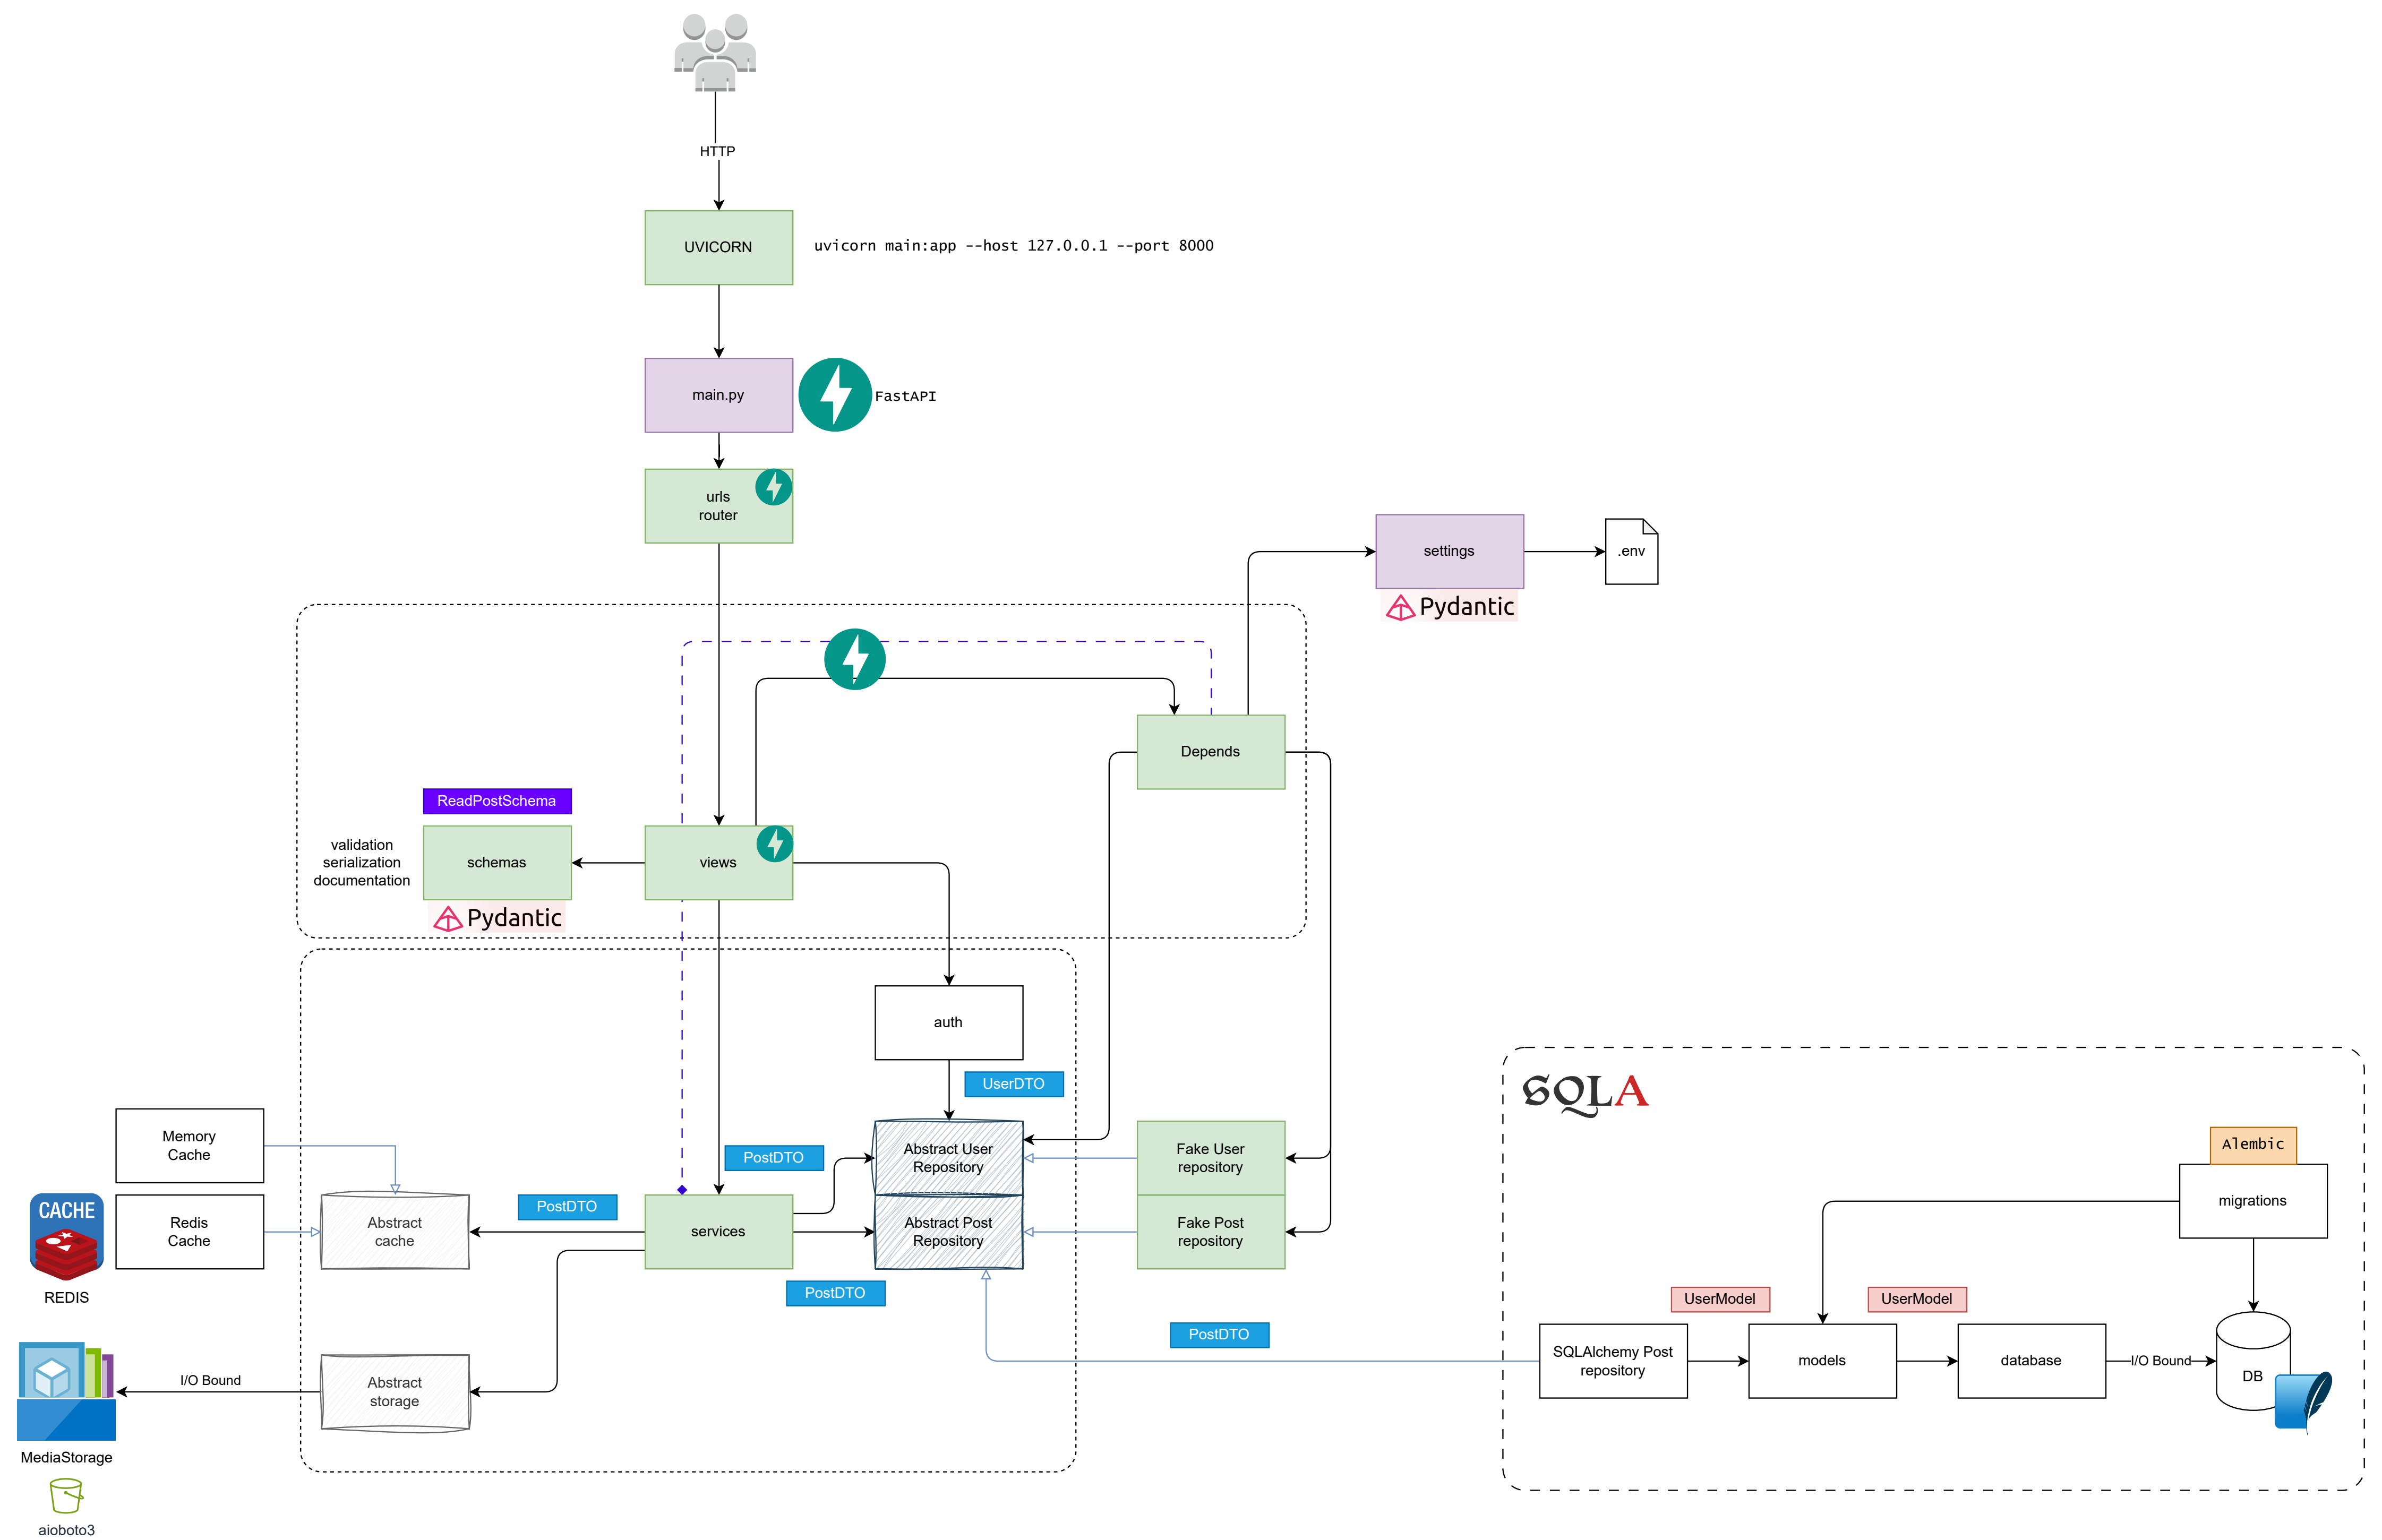 HTTP
UVICORN
uvicorn main:app --host 127.0.0.1 --port 8000
main.py
FastAPI
urls
router
settings
.env
Pydantic
Depends
ReadPostSchema
validation
serialization
documentation
schemas
views
Pydantic
auth
UserDTO
SQLA
Memory
Cache
PostDTO
Abstract User
Repository
Fake User
repository
Alembic
CACHE
Redis
Cache
Abstract
cache
PostDTO
services
Abstract Post
Repository
Fake Post
repository
migrations
REDIS
PostDTO
UserModel
UserModel
PostDTO
SQLAlchemy Post
repository
models
database
I/O Bound
DB
I/O Bound
Abstract
storage
MediaStorage
aioboto3